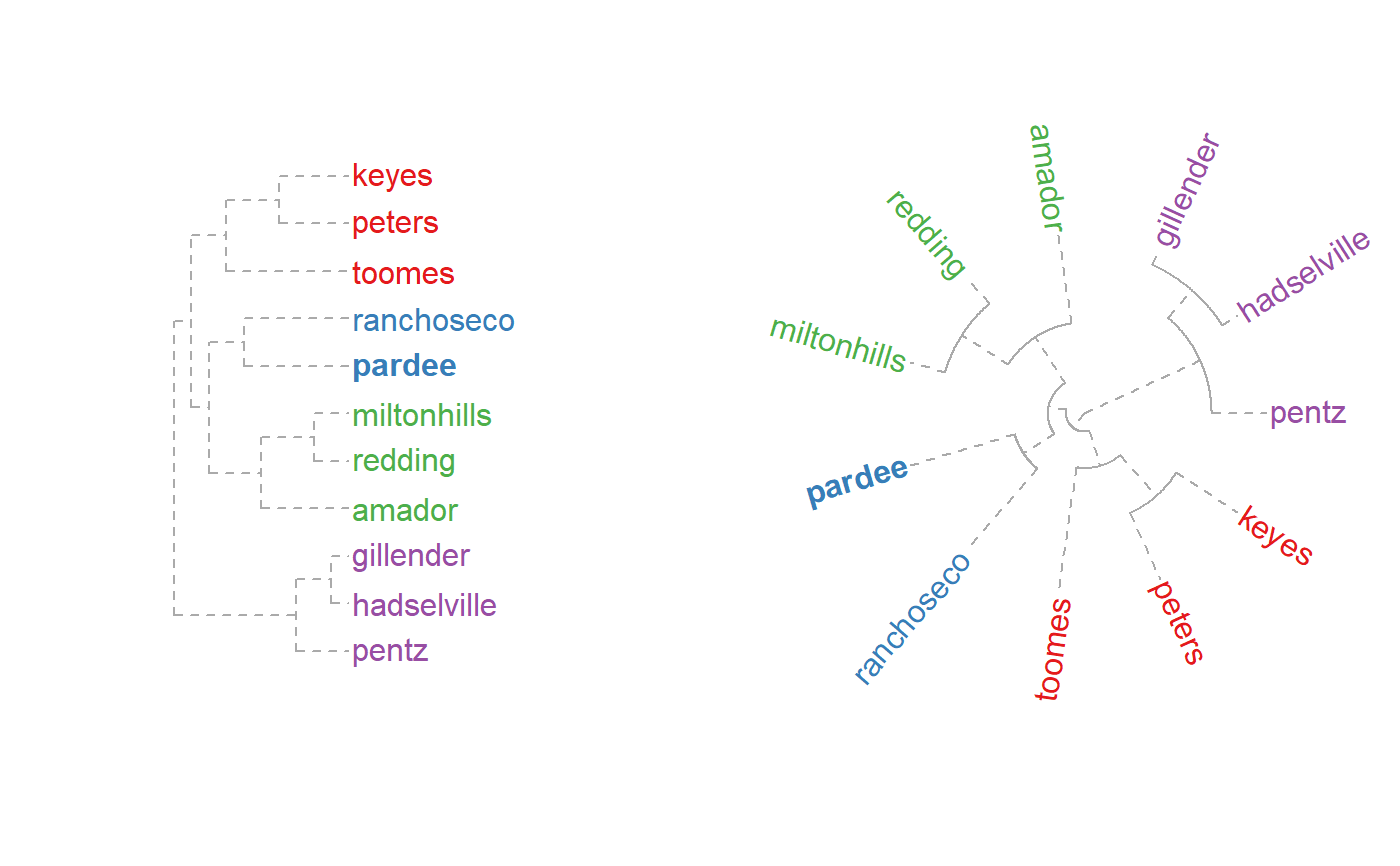 keyes
peters
toomes
ranchoseco
pardee
miltonhills
redding
amador
gillender
hadselville
pentz
amador
gillender
redding
hadselville
miltonhills
pentz
pardee
keyes
ranchoseco
toomes
peters